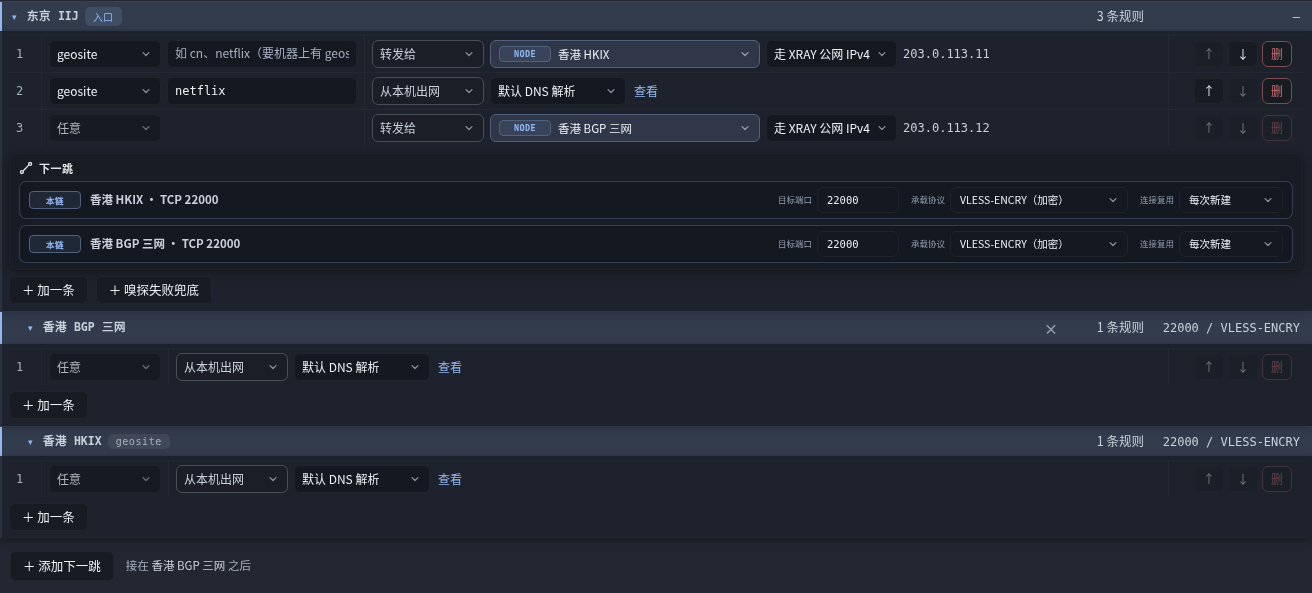 ▾ 东京 IIJ 入口 3 条规则 −
1 geosite 如 cn、netflix（要机器上有 geos 转发给 NODE 香港 HKIX 走 XRAY 公网 IPv4 203.0.113.11 ↑ ↓ 删
2 geosite netflix 从本机出网 默认 DNS 解析 查看 ↑ ↓ 删
3 任意 转发给 NODE 香港 BGP 三网 走 XRAY 公网 IPv4 203.0.113.12 ↑ ↓ 删
下一跳
本链 香港 HKIX · TCP 22000 目标端口 22000 承载协议 VLESS-ENCRY（加密） 连接复用 每次新建
本链 香港 BGP 三网 · TCP 22000 目标端口 22000 承载协议 VLESS-ENCRY（加密） 连接复用 每次新建
＋ 加一条 ＋ 嗅探失败兜底
▾ 香港 BGP 三网 × 1 条规则 22000 / VLESS-ENCRY
1 任意 从本机出网 默认 DNS 解析 查看 ↑ ↓ 删
＋ 加一条
▾ 香港 HKIX geosite 1 条规则 22000 / VLESS-ENCRY
1 任意 从本机出网 默认 DNS 解析 查看 ↑ ↓ 删
＋ 加一条
＋ 添加下一跳 接在 香港 BGP 三网 之后